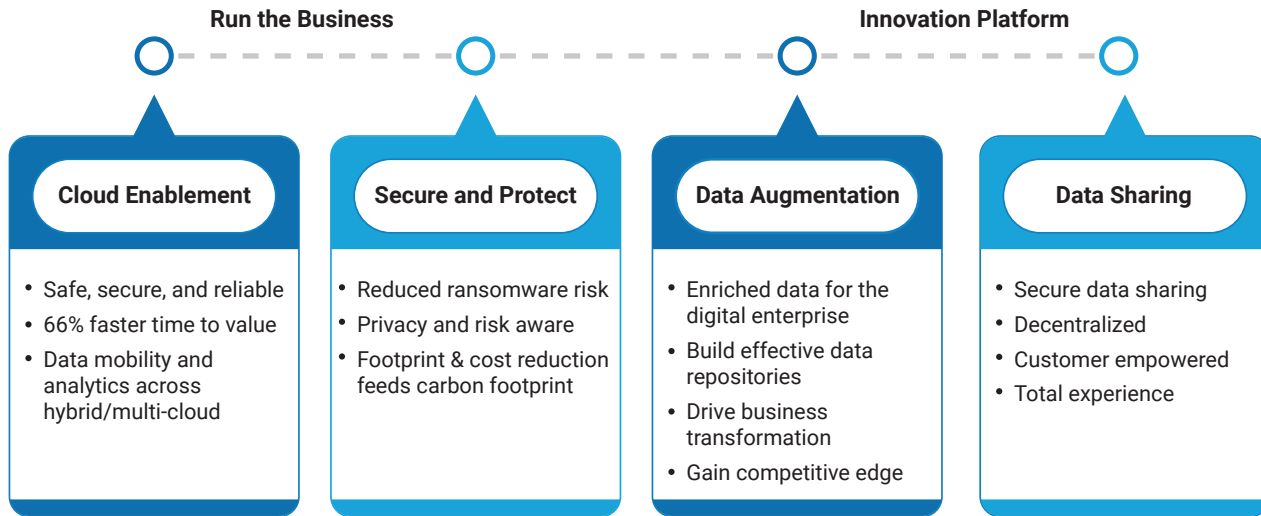 Run the Business
Innovation Platform
Cloud Enablement
• Safe, secure, and reliable
• 66% faster time to value
• Data mobility and
analytics across
hybrid/multi-cloud
Secure and Protect
• Reduced ransomware risk
• Privacy and risk aware
• Footprint & cost reduction
feeds carbon footprint
Data Augmentation
• Enriched data for the
digital enterprise
• Build effective data
repositories
• Drive business
transformation
• Gain competitive edge
Data Sharing
• Secure data sharing
• Decentralized
• Customer empowered
• Total experience